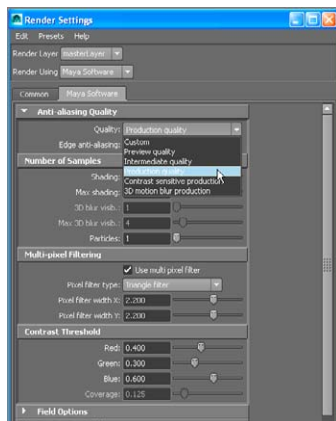 Render Settings
Edit Presets Help
Render Layer masterLayer
Render Using Maya Software
Common Maya Software
Anti-aliasing Quality
Quality: Production quality
Custom
Edge anti-aliasing: Preview quality
Intermediate quality
Number of Samples Production quality
Shading: Contrast sensitive production
Max shading: 3D motion blur production
3D blur visib.: 1
Max 3D blur visib.: 4
Particles: 1
Multi-pixel Filtering
Use multi pixel filter
Pixel filter type: Triangle filter
Pixel filter width X: 2.200
Pixel filter width Y: 2.200
Contrast Threshold
Red: 0.400
Green: 0.300
Blue: 0.600
Coverage: 0.125
Field Options